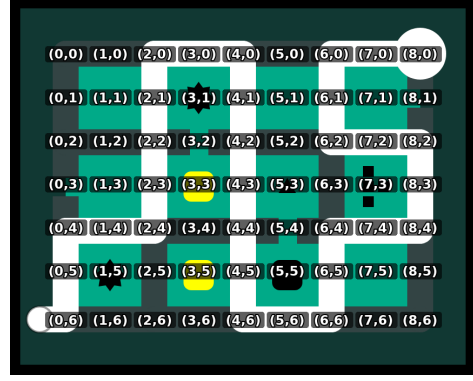 (0,0) (1,0) (2,0) (3,0) (4,0) (5,0) (6,0) (7,0) (8,0)
(0,1) (1,1) (2,1) (3,1) (4,1) (5,1) (6,1) (7,1) (8,1)
(0,2) (1,2) (2,2) (3,2) (4,2) (5,2) (6,2) (7,2) (8,2)
(0,3) (1,3) (2,3) (3,3) (4,3) (5,3) (6,3) (7,3) (8,3)
(0,4) (1,4) (2,4) (3,4) (4,4) (5,4) (6,4) (7,4) (8,4)
(0,5) (1,5) (2,5) (3,5) (4,5) (5,5) (6,5) (7,5) (8,5)
(0,6) (1,6) (2,6) (3,6) (4,6) (5,6) (6,6) (7,6) (8,6)